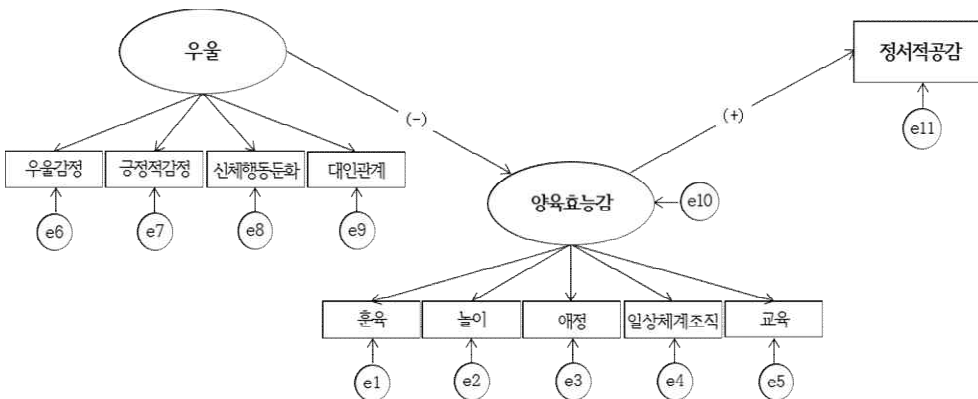 우울
정서적공감
(-)
(+)
e11
우울감정
긍정적감정
신체행동둔화
대인관계
양육효능감
e10
e6
e7
e8
e9
훈육
놀이
애정
일상체계조직
교육
e1
e2
e3
e4
e5